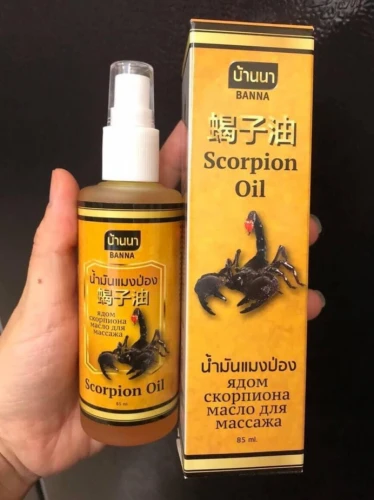 บ้านนา
BANNA
น้ำมันแมงป่อง
蝎子油
ядом
скорпиона
масло для
массажа
Scorpion Oil
85 ml.
บ้านนา
BANNA
蝎子油
Scorpion
Oil
น้ำมันแมงป่อง
ядом
скорпиона
масло для
массажа
85 ml.